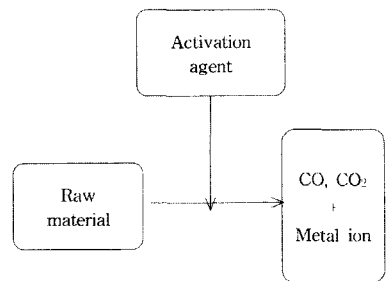 Activation
agent
Raw
material
CO, CO₂
+
Metal ion